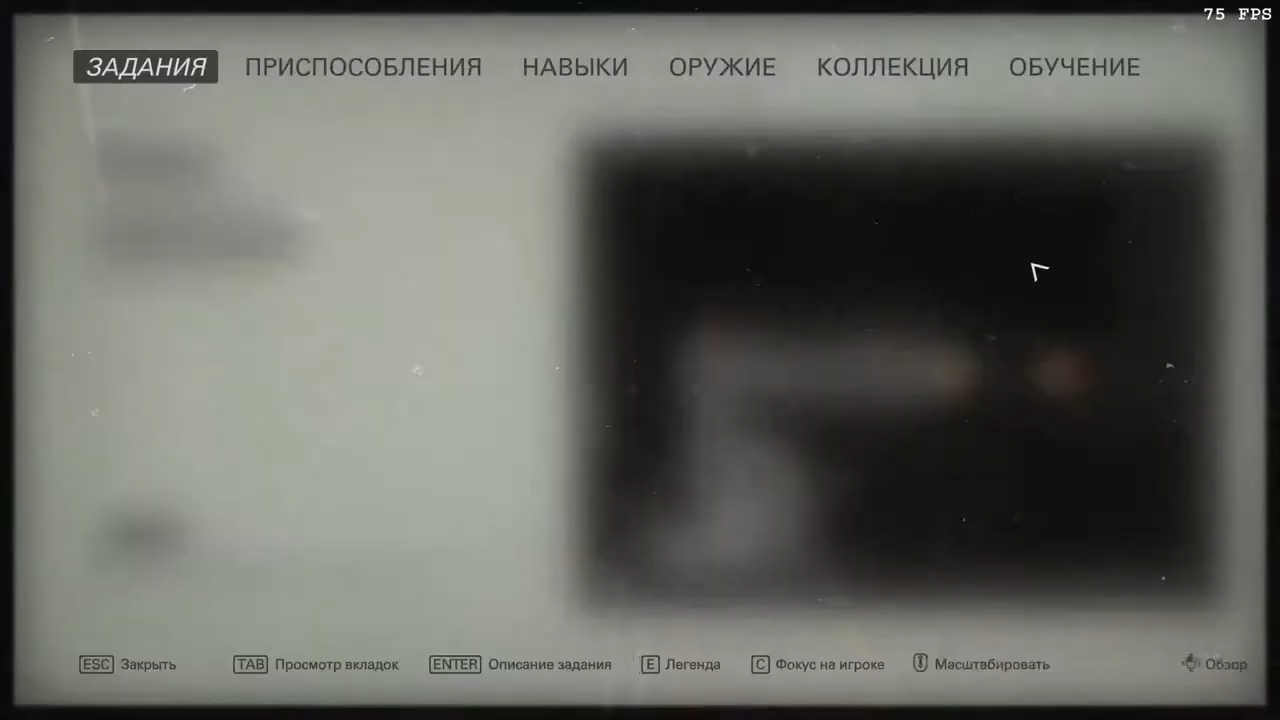 75 FPS
ЗАДАНИЯ ПРИСПОСОБЛЕНИЯ НАВЫКИ ОРУЖИЕ КОЛЛЕКЦИЯ ОБУЧЕНИЕ
ESC Закрыть TAB Просмотр вкладок ENTER Описание задания E Легенда C Фокус на игроке Масштабировать Обзор